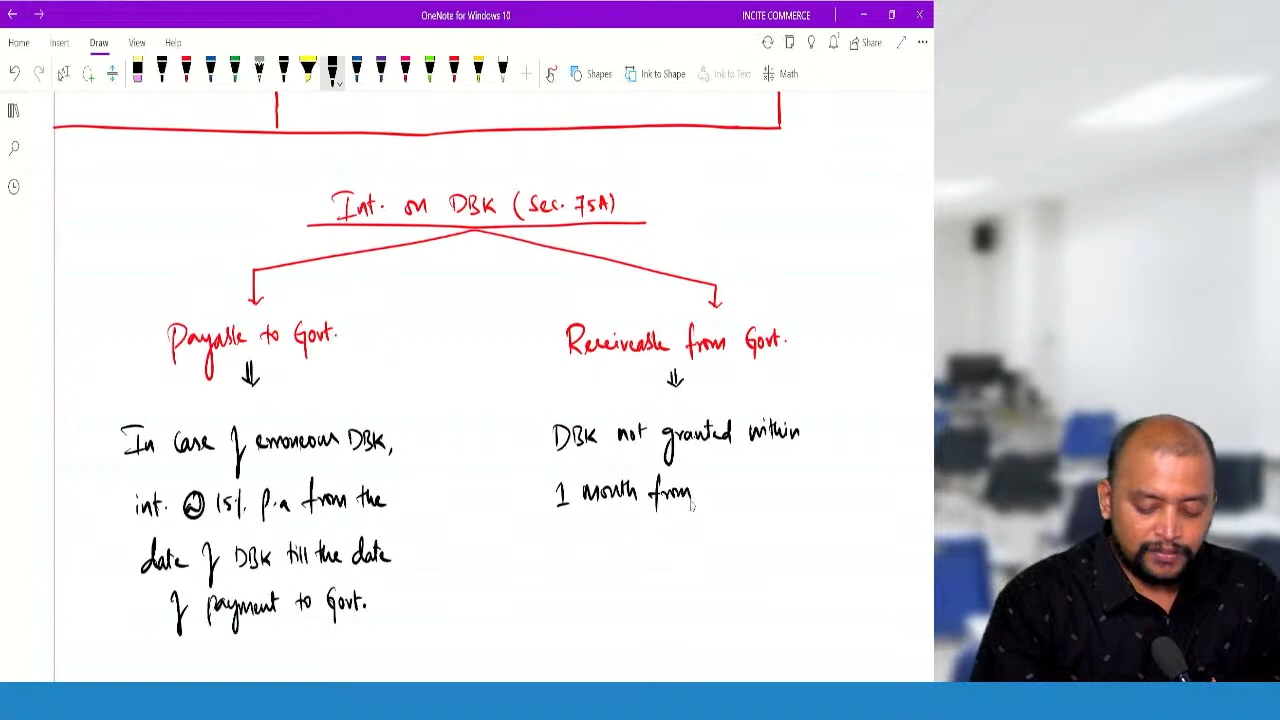 OneNote for Windows 10
INCITE COMMERCE
Home Insert Draw View Help
Share
Shapes Ink to Shape Ink to Text Math
Int. on DBK (Sec. 75A)
Payable to Govt.
Receiveable from Govt.
In case of erroneous DBK,
int. @ 15% p.a from the
date of DBK till the date
of payment to Govt.
DBK not granted within
1 month from